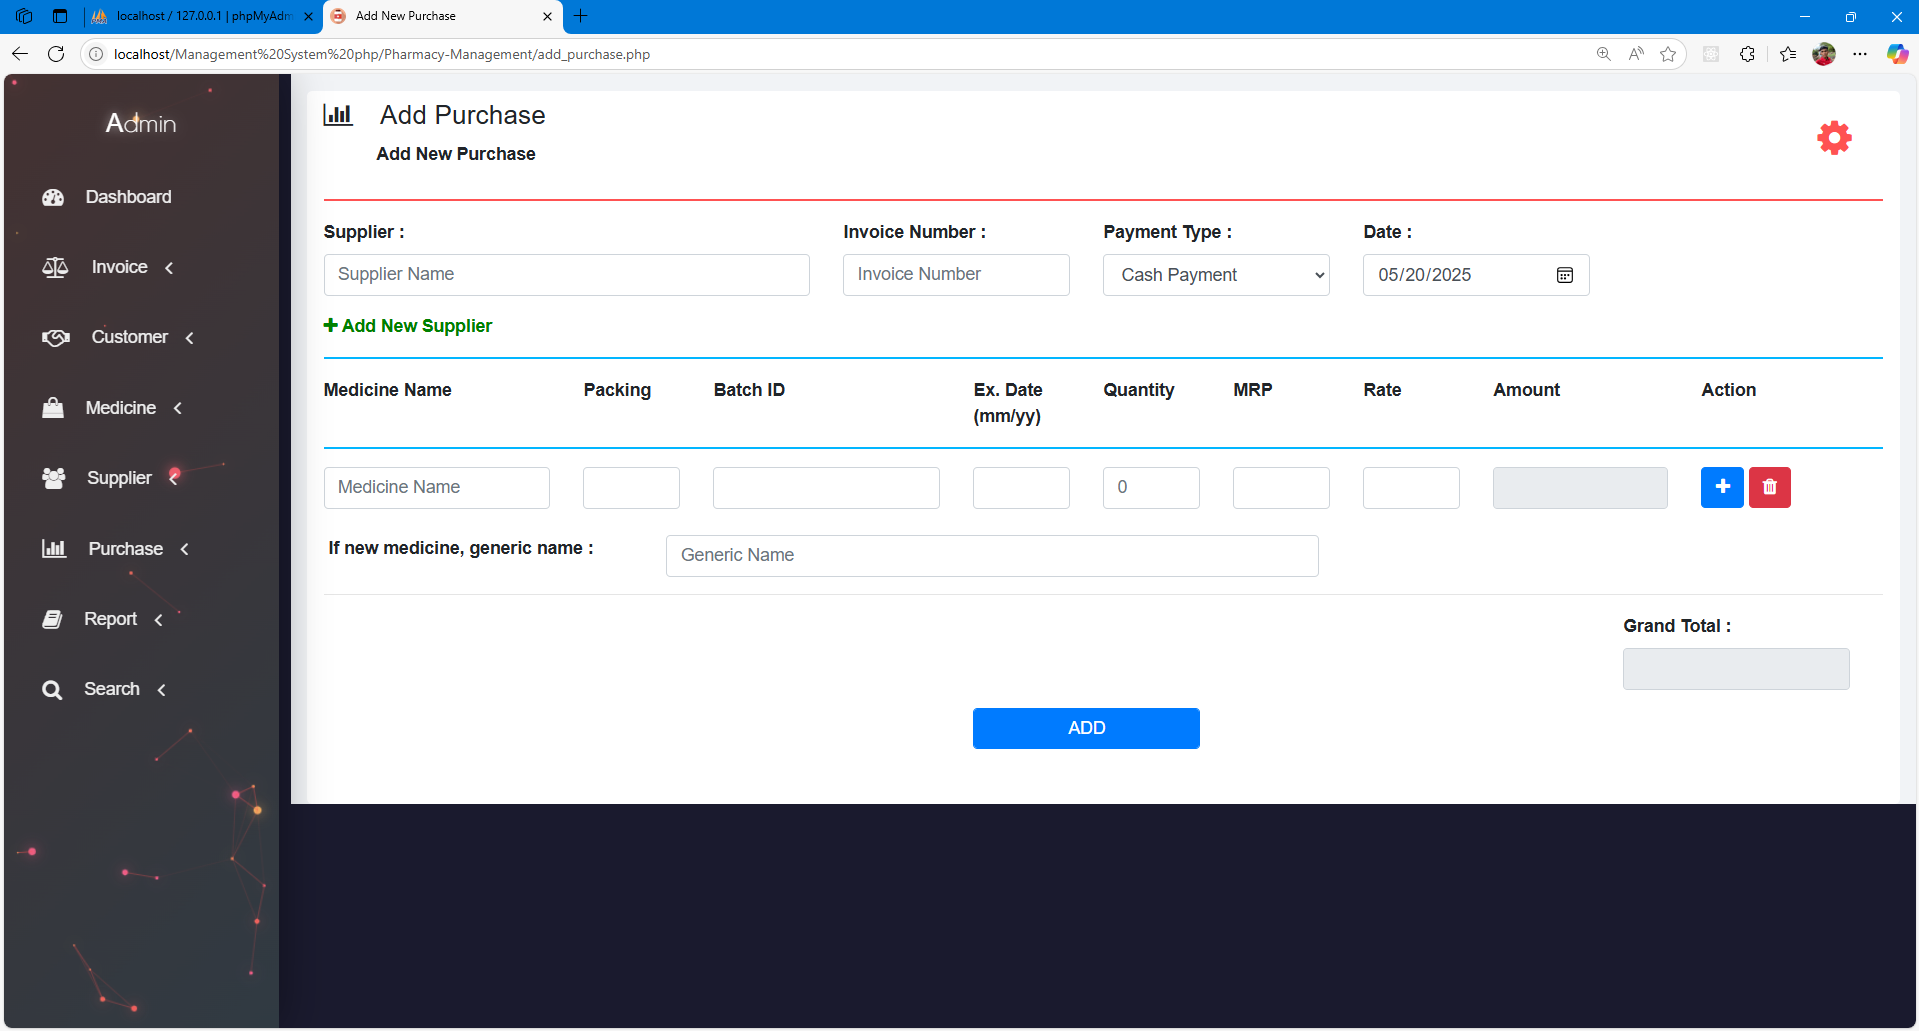 localhost / 127.0.0.1 | phpMyAdm
Add New Purchase
localhost/Management%20System%20php/Pharmacy-Management/add_purchase.php
Admin
Dashboard
Invoice
Customer
Medicine
Supplier
Purchase
Report
Search
Add Purchase
Add New Purchase
Supplier :
Invoice Number :
Payment Type :
Date :
Supplier Name
Invoice Number
Cash Payment
05/20/2025
Add New Supplier
Medicine Name
Packing
Batch ID
Ex. Date
(mm/yy)
Quantity
MRP
Rate
Amount
Action
Medicine Name
0
If new medicine, generic name :
Generic Name
Grand Total :
ADD